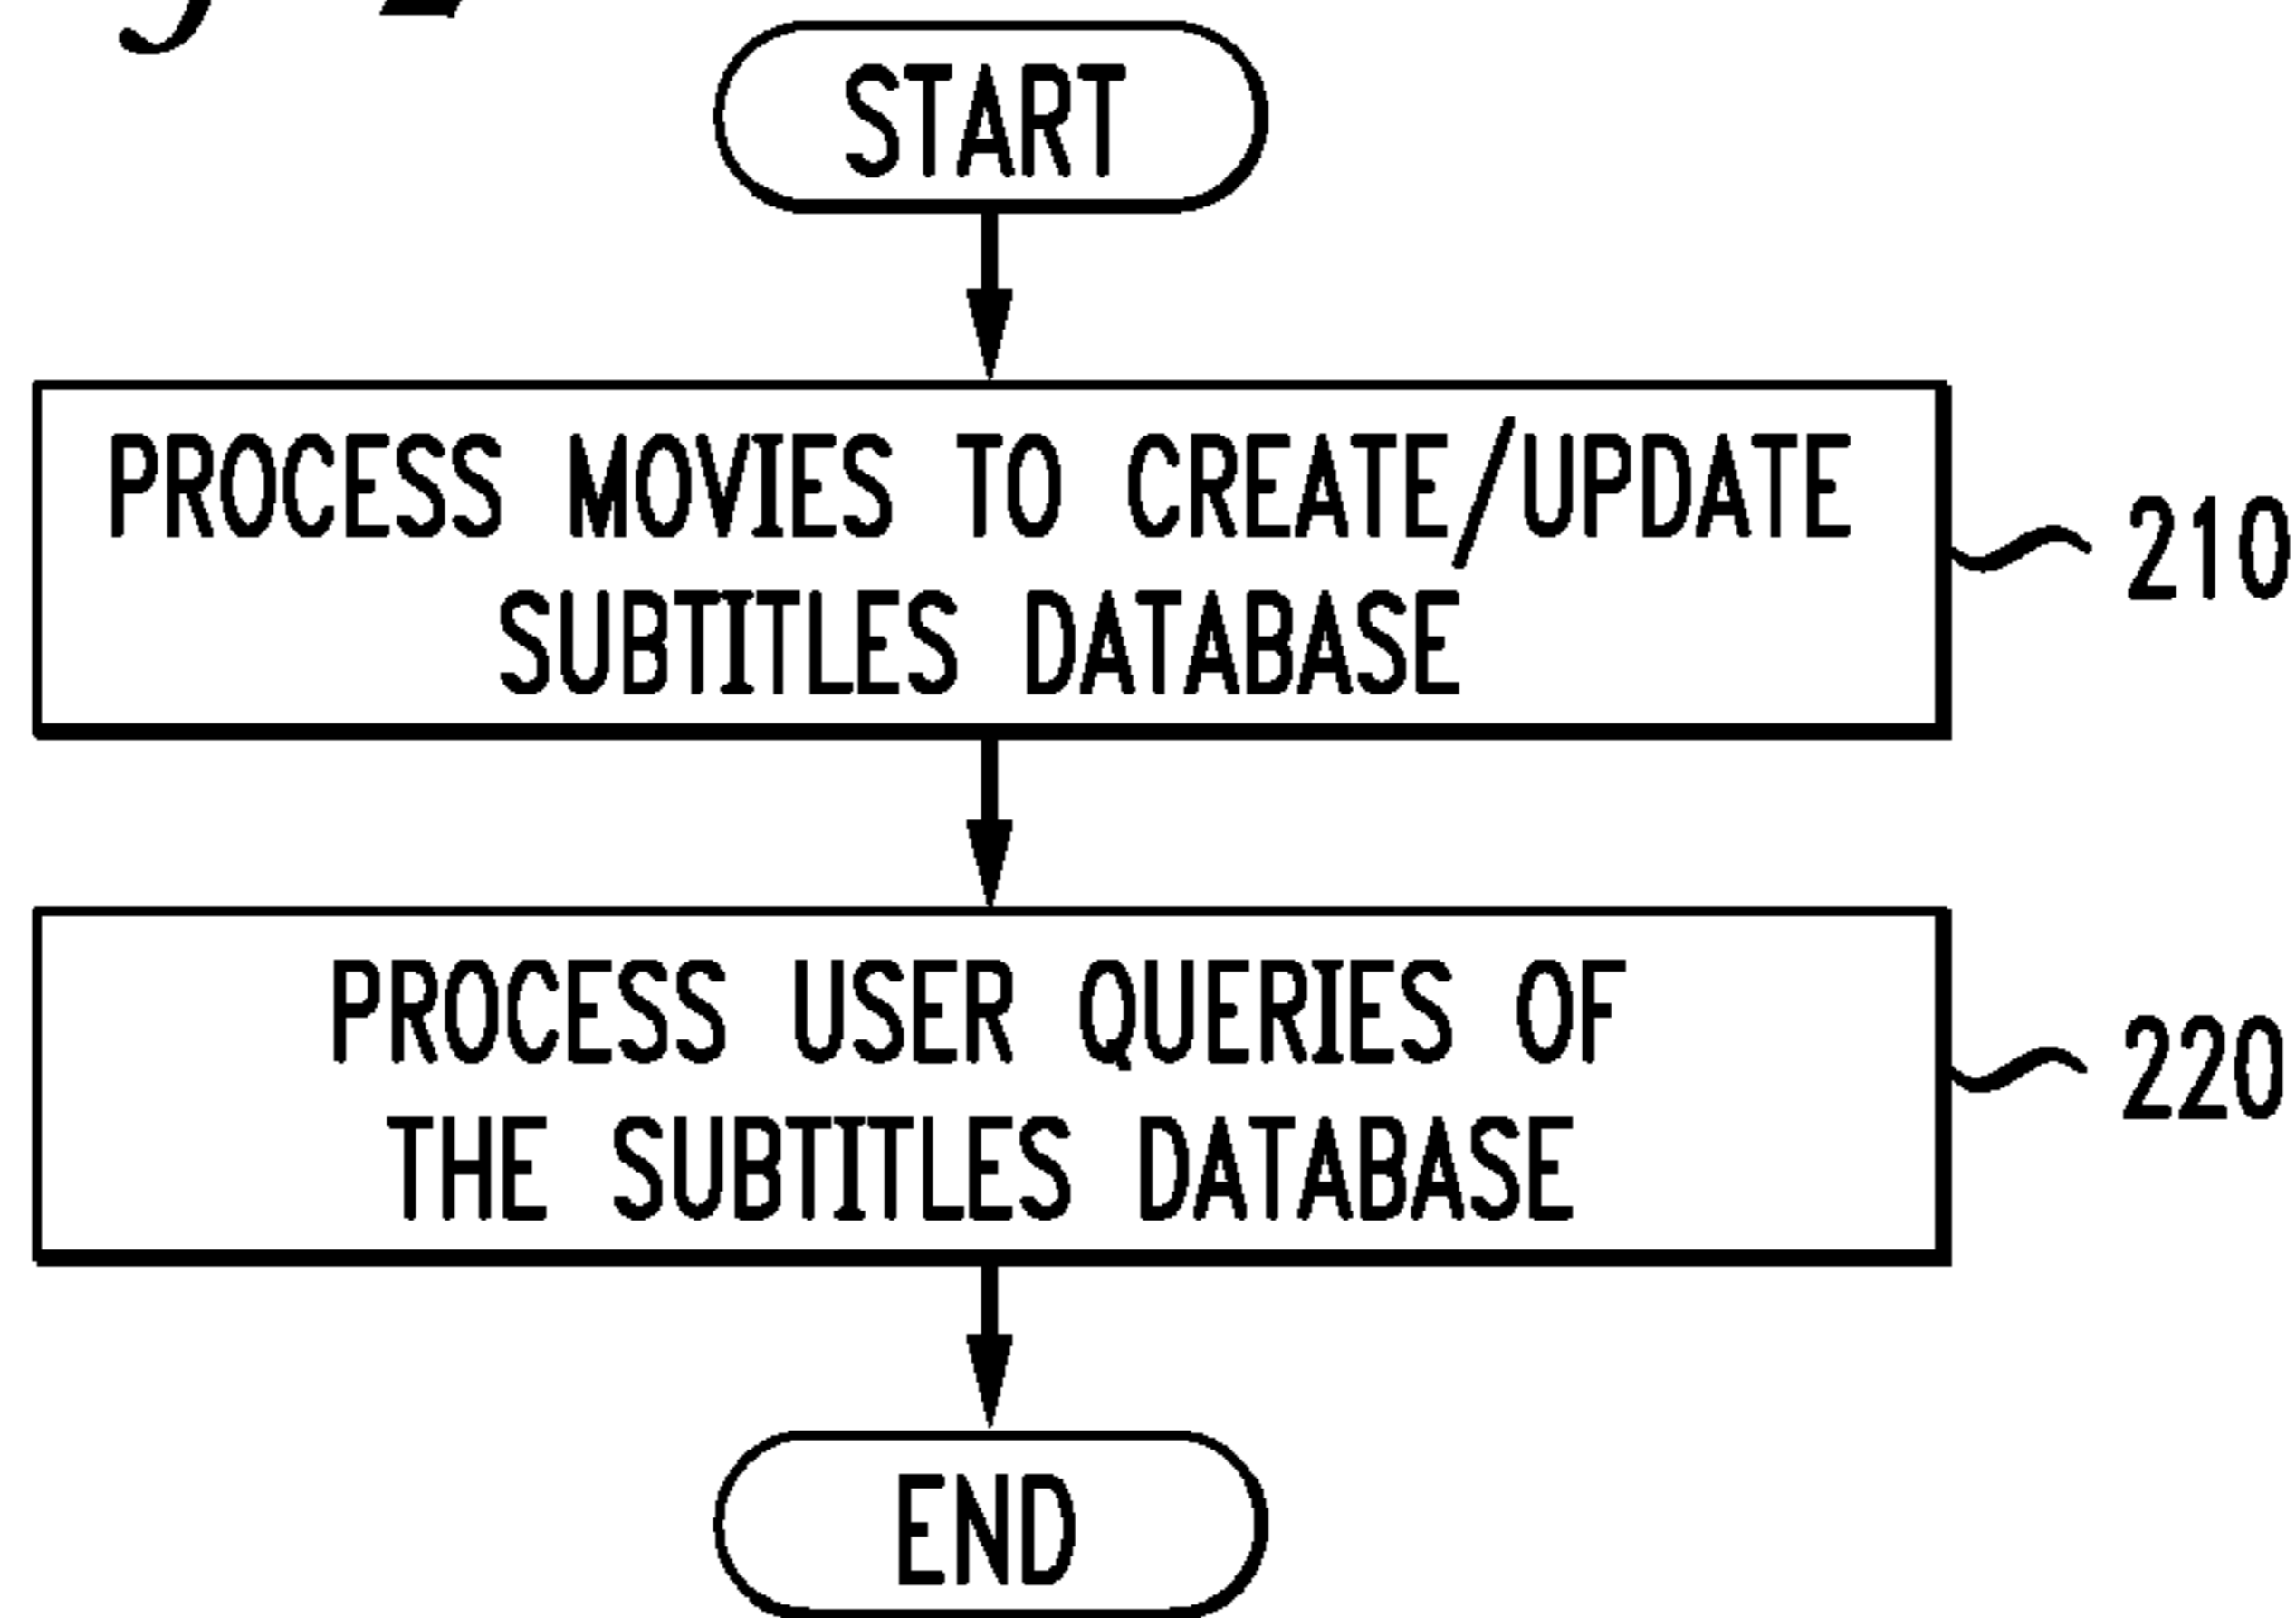 START
PROCESS MOVIES TO CREATE/UPDATE
SUBTITLES DATABASE
210
PROCESS USER QUERIES OF
THE SUBTITLES DATABASE
220
END